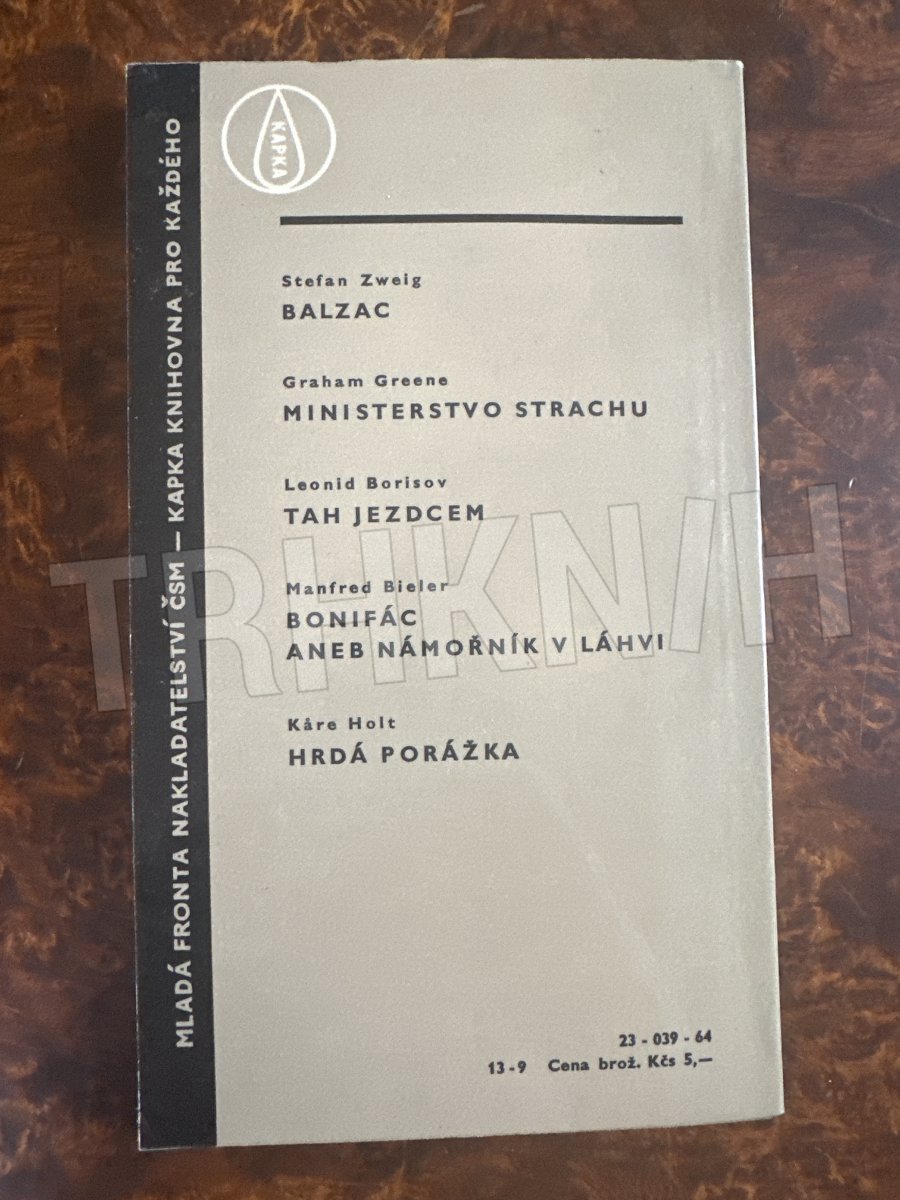 MLADÁ FRONTA NAKLADATELSTVÍ ČSM — KAPKA KNIHOVNA PRO KAŽDÉHO
KAPKA
Stefan Zweig
BALZAC
Graham Greene
MINISTERSTVO STRACHU
Leonid Borisov
TAH JEZDCEM
Manfred Bieler
BONIFÁC
ANEB NÁMOŘNÍK V LÁHVI
Kåre Holt
HRDÁ PORÁŽKA
23 - 039 - 64
13 - 9 Cena brož. Kčs 5,—
TRHKNIH